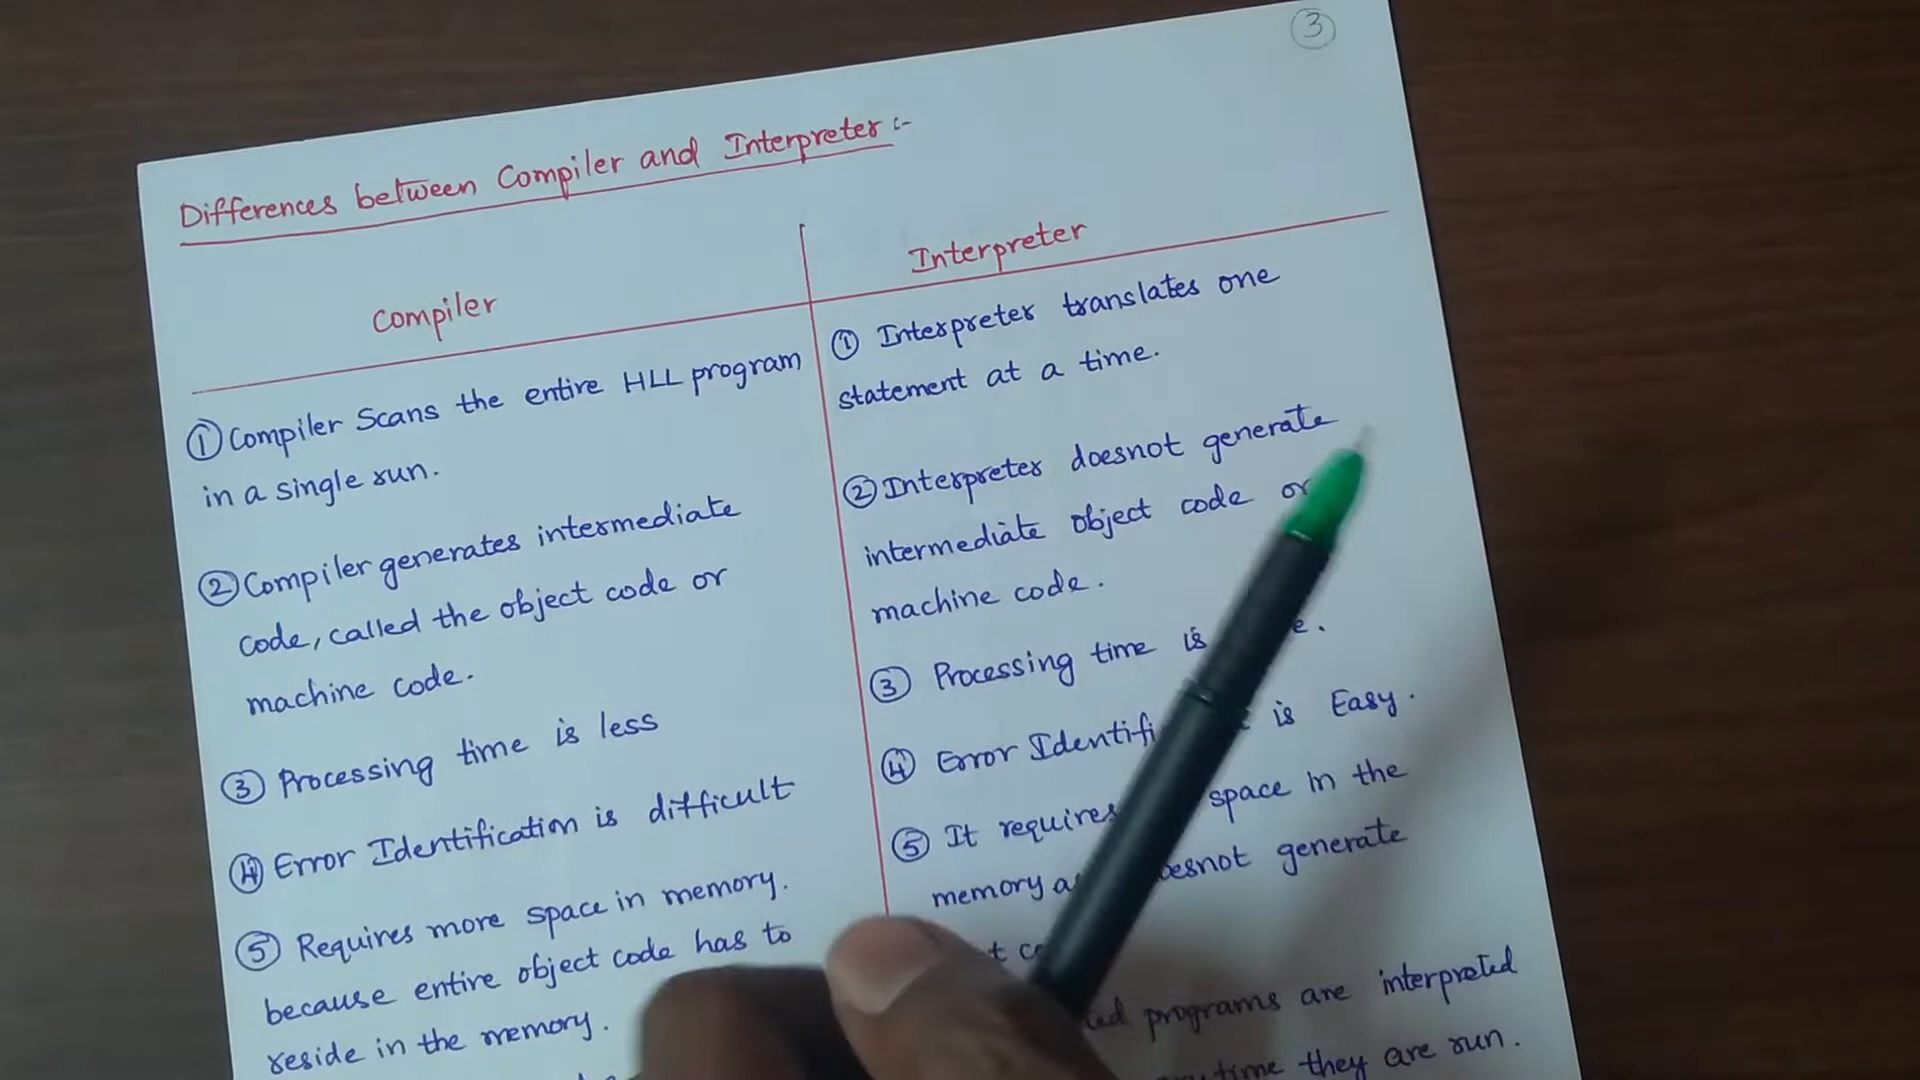 3
Differences between Compiler and Interpreter :-
Compiler
① Compiler Scans the entire HLL program
in a single run.
② Compiler generates intermediate
code, called the object code or
machine code.
③ Processing time is less
④ Error Identification is difficult
⑤ Requires more space in memory.
because entire object code has to
reside in the memory.
Interpreter
① Interpreter translates one
statement at a time.
② Interpreter doesnot generate
intermediate object code or
machine code.
③ Processing time is
④ Error is Easy.
⑤ It requires space in the
memory generate
programs are interpreted
time they are run.